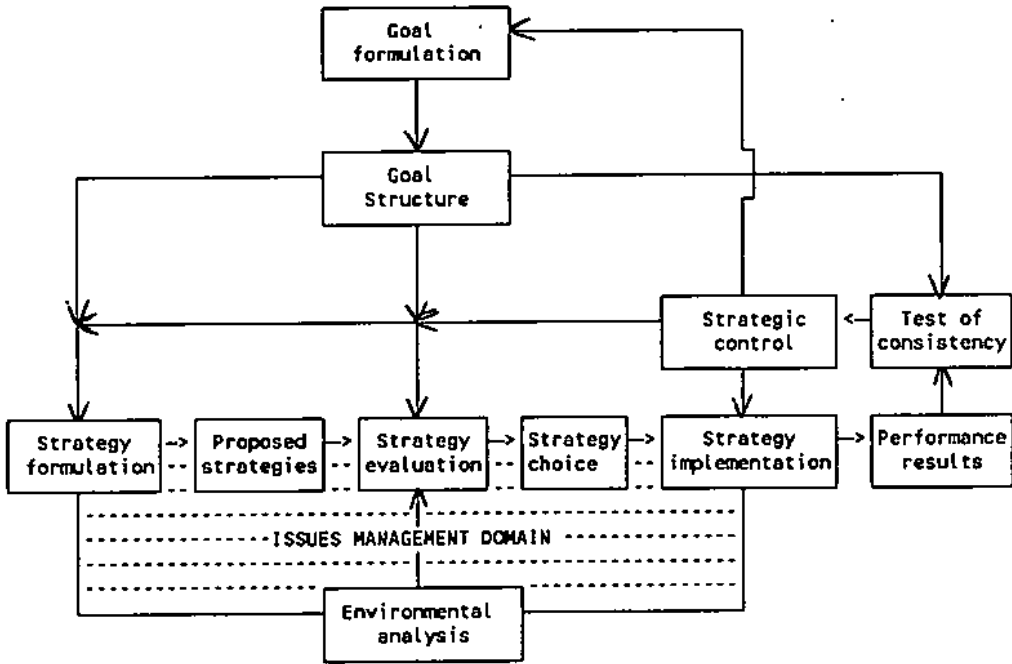 Goal
formulation
Goal
Structure
Strategic
control
Test of
consistency
Strategy
formulation
Proposed
strategies
Strategy
evaluation
Strategy
choice
Strategy
implementation
Performance
results
ISSUES MANAGEMENT DOMAIN
Environmental
analysis